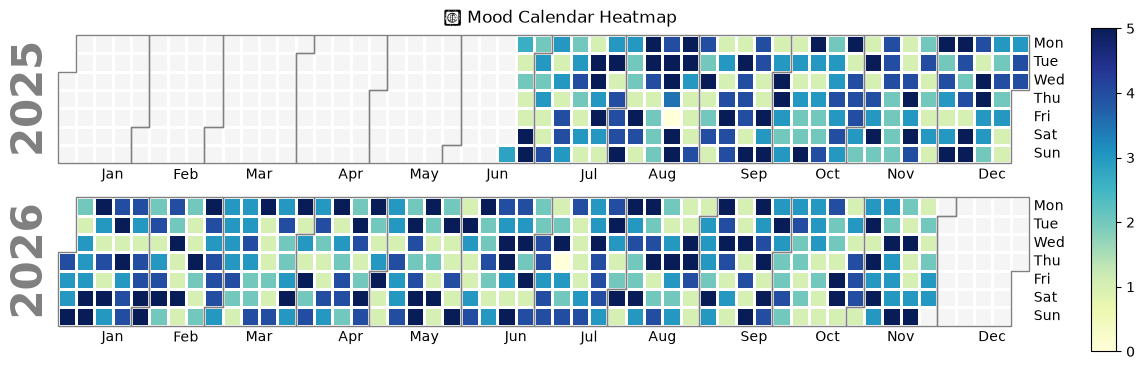 Mood Calendar Heatmap
2025
Mon
Tue
Wed
Thu
Fri
Sat
Sun
Jan Feb Mar Apr May Jun Jul Aug Sep Oct Nov Dec
2026
Mon
Tue
Wed
Thu
Fri
Sat
Sun
Jan Feb Mar Apr May Jun Jul Aug Sep Oct Nov Dec
5
4
3
2
1
0